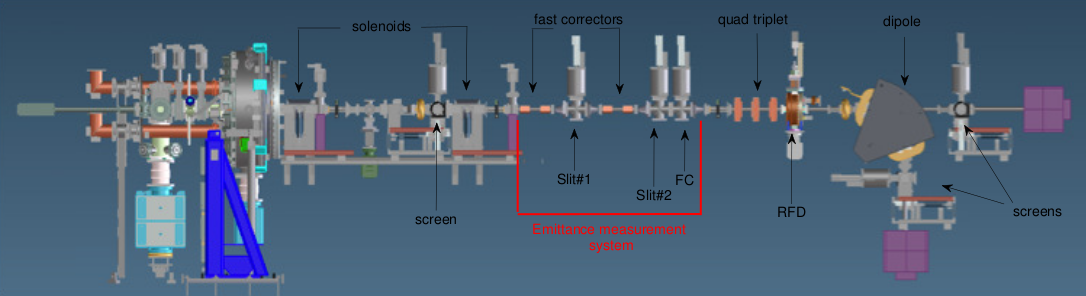 solenoids
fast correctors
quad triplet
dipole
Slit#1
Slit#2
FC
screen
RFD
screens
Emittance measurement
system